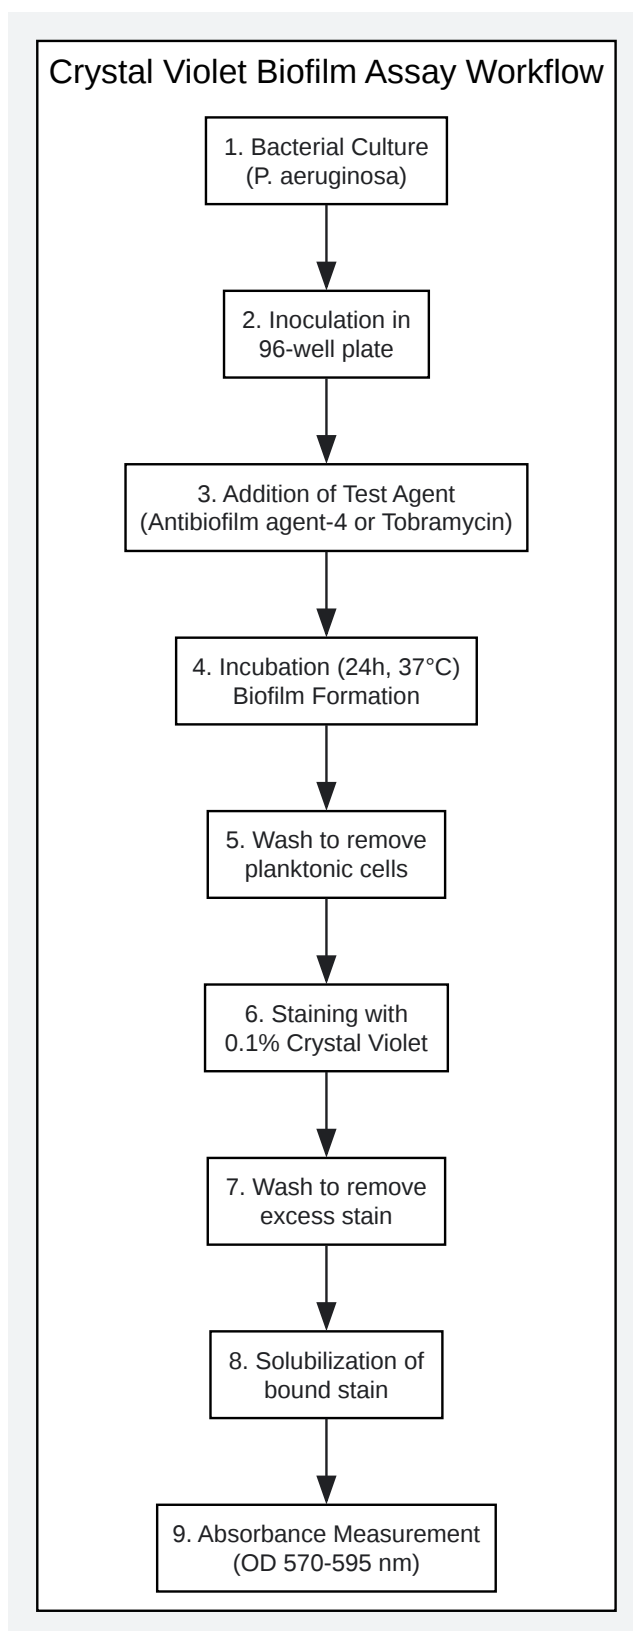 Crystal Violet Biofilm Assay Workflow
1. Bacterial Culture
(P. aeruginosa)
2. Inoculation in
96-well plate
3. Addition of Test Agent
(Antibiofilm agent-4 or Tobramycin)
4. Incubation (24h, 37°C)
Biofilm Formation
5. Wash to remove
planktonic cells
6. Staining with
0.1% Crystal Violet
7. Wash to remove
excess stain
8. Solubilization of
bound stain
9. Absorbance Measurement
(OD 570-595 nm)